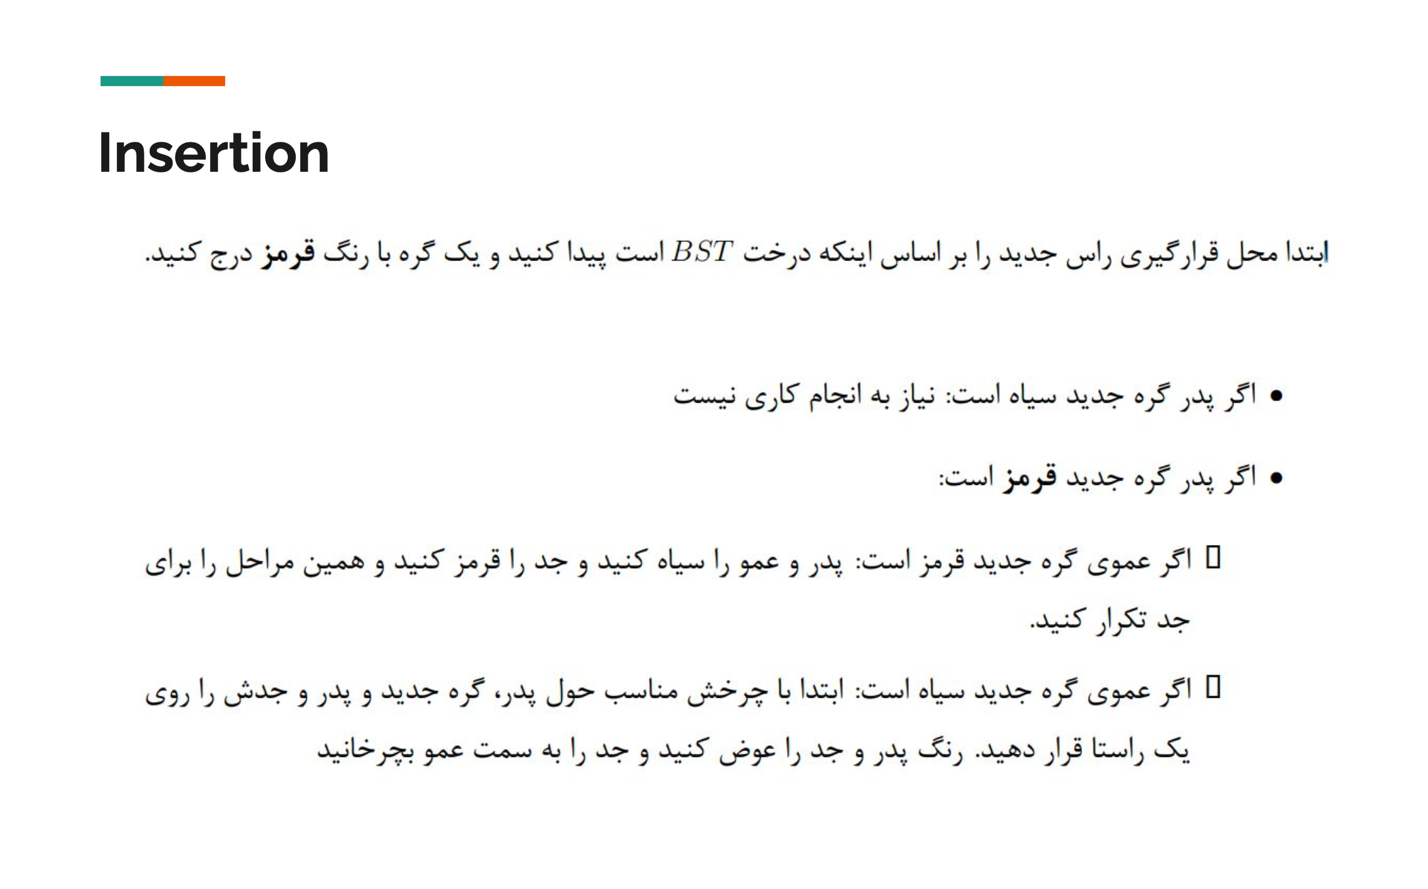 Insertion
ابتدا محل قرارگیری راس جدید را بر اساس اینکه درخت BST است پیدا کنید و یک گره با رنگ قرمز درج کنید.
• اگر پدر گره جدید سیاه است: نیاز به انجام کاری نیست
• اگر پدر گره جدید قرمز است:
▯ اگر عموی گره جدید قرمز است: پدر و عمو را سیاه کنید و جد را قرمز کنید و همین مراحل را برای
جد تکرار کنید.
▯ اگر عموی گره جدید سیاه است: ابتدا با چرخش مناسب حول پدر، گره جدید و پدر و جدش را روی
یک راستا قرار دهید. رنگ پدر و جد را عوض کنید و جد را به سمت عمو بچرخانید